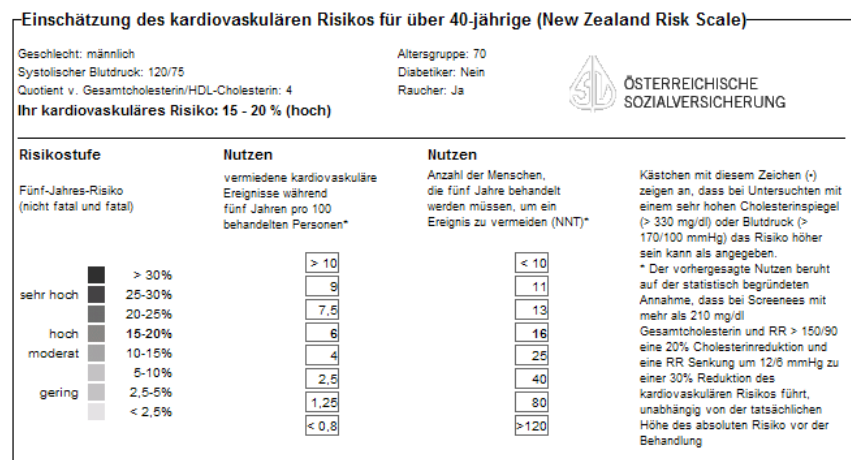 Einschätzung des kardiovaskulären Risikos für über 40-jährige (New Zealand Risk Scale)
Geschlecht: männlich
Altersgruppe: 70
Systolischer Blutdruck: 120/75
Diabetiker: Nein
Quotient v. Gesamtcholesterin/HDL-Cholesterin: 4
Raucher: Ja
Ihr kardiovaskuläres Risiko: 15 - 20 % (hoch)
ÖSTERREICHISCHE
SOZIALVERSICHERUNG
Risikostufe
Fünf-Jahres-Risiko
(nicht fatal und fatal)
> 30%
sehr hoch 25-30%
20-25%
hoch 15-20%
moderat 10-15%
5-10%
gering 2,5-5%
< 2,5%
Nutzen
vermiedene kardiovaskuläre
Ereignisse während
fünf Jahren pro 100
behandelten Personen*
> 10
9
7,5
6
4
2,5
1,25
< 0,8
Nutzen
Anzahl der Menschen,
die fünf Jahre behandelt
werden müssen, um ein
Ereignis zu vermeiden (NNT)*
< 10
11
13
16
25
40
80
>120
Kästchen mit diesem Zeichen (•)
zeigen an, dass bei Untersuchten mit
einem sehr hohen Cholesterinspiegel
(> 330 mg/dl) oder Blutdruck (>
170/100 mmHg) das Risiko höher
sein kann als angegeben.
* Der vorhergesagte Nutzen beruht
auf der statistisch begründeten
Annahme, dass bei Screenees mit
mehr als 210 mg/dl
Gesamtcholesterin und RR > 150/90
eine 20% Cholesterinreduktion und
eine RR Senkung um 12/6 mmHg zu
einer 30% Reduktion des
kardiovaskulären Risikos führt,
unabhängig von der tatsächlichen
Höhe des absoluten Risiko vor der
Behandlung